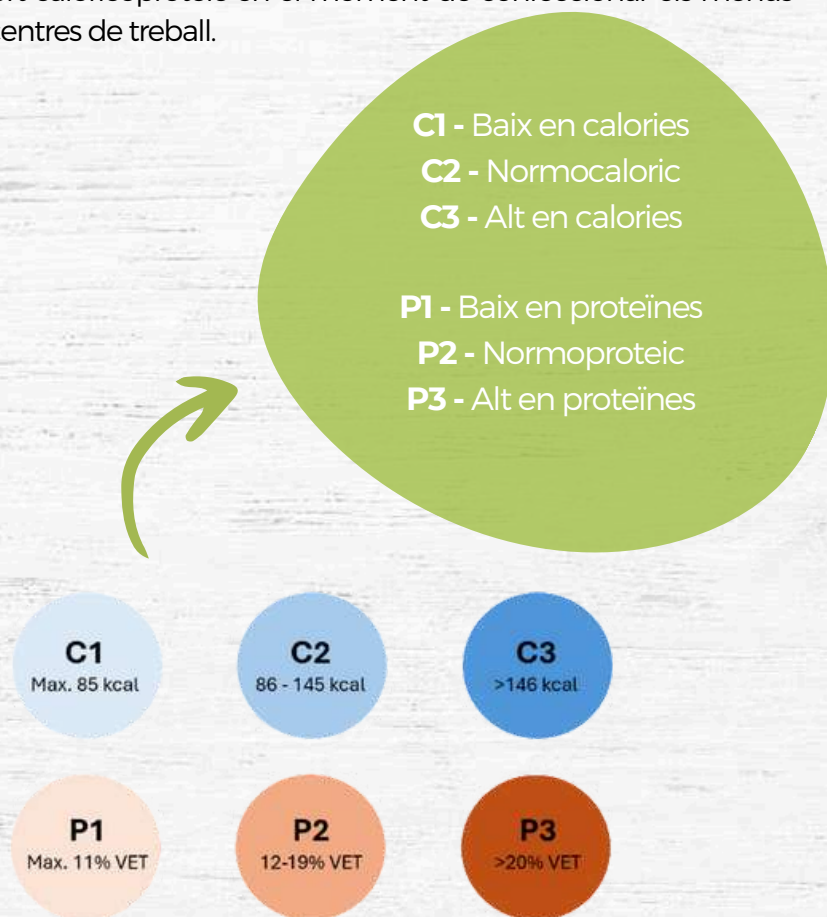 entres de treball.
C1 - Baix en calories
C2 - Normocaloric
C3 - Alt en calories
P1 - Baix en proteïnes
P2 - Normoproteic
P3 - Alt en proteïnes
C1
Max. 85 kcal
C2
86 - 145 kcal
C3
>146 kcal
P1
Max. 11% VET
P2
12-19% VET
P3
>20% VET